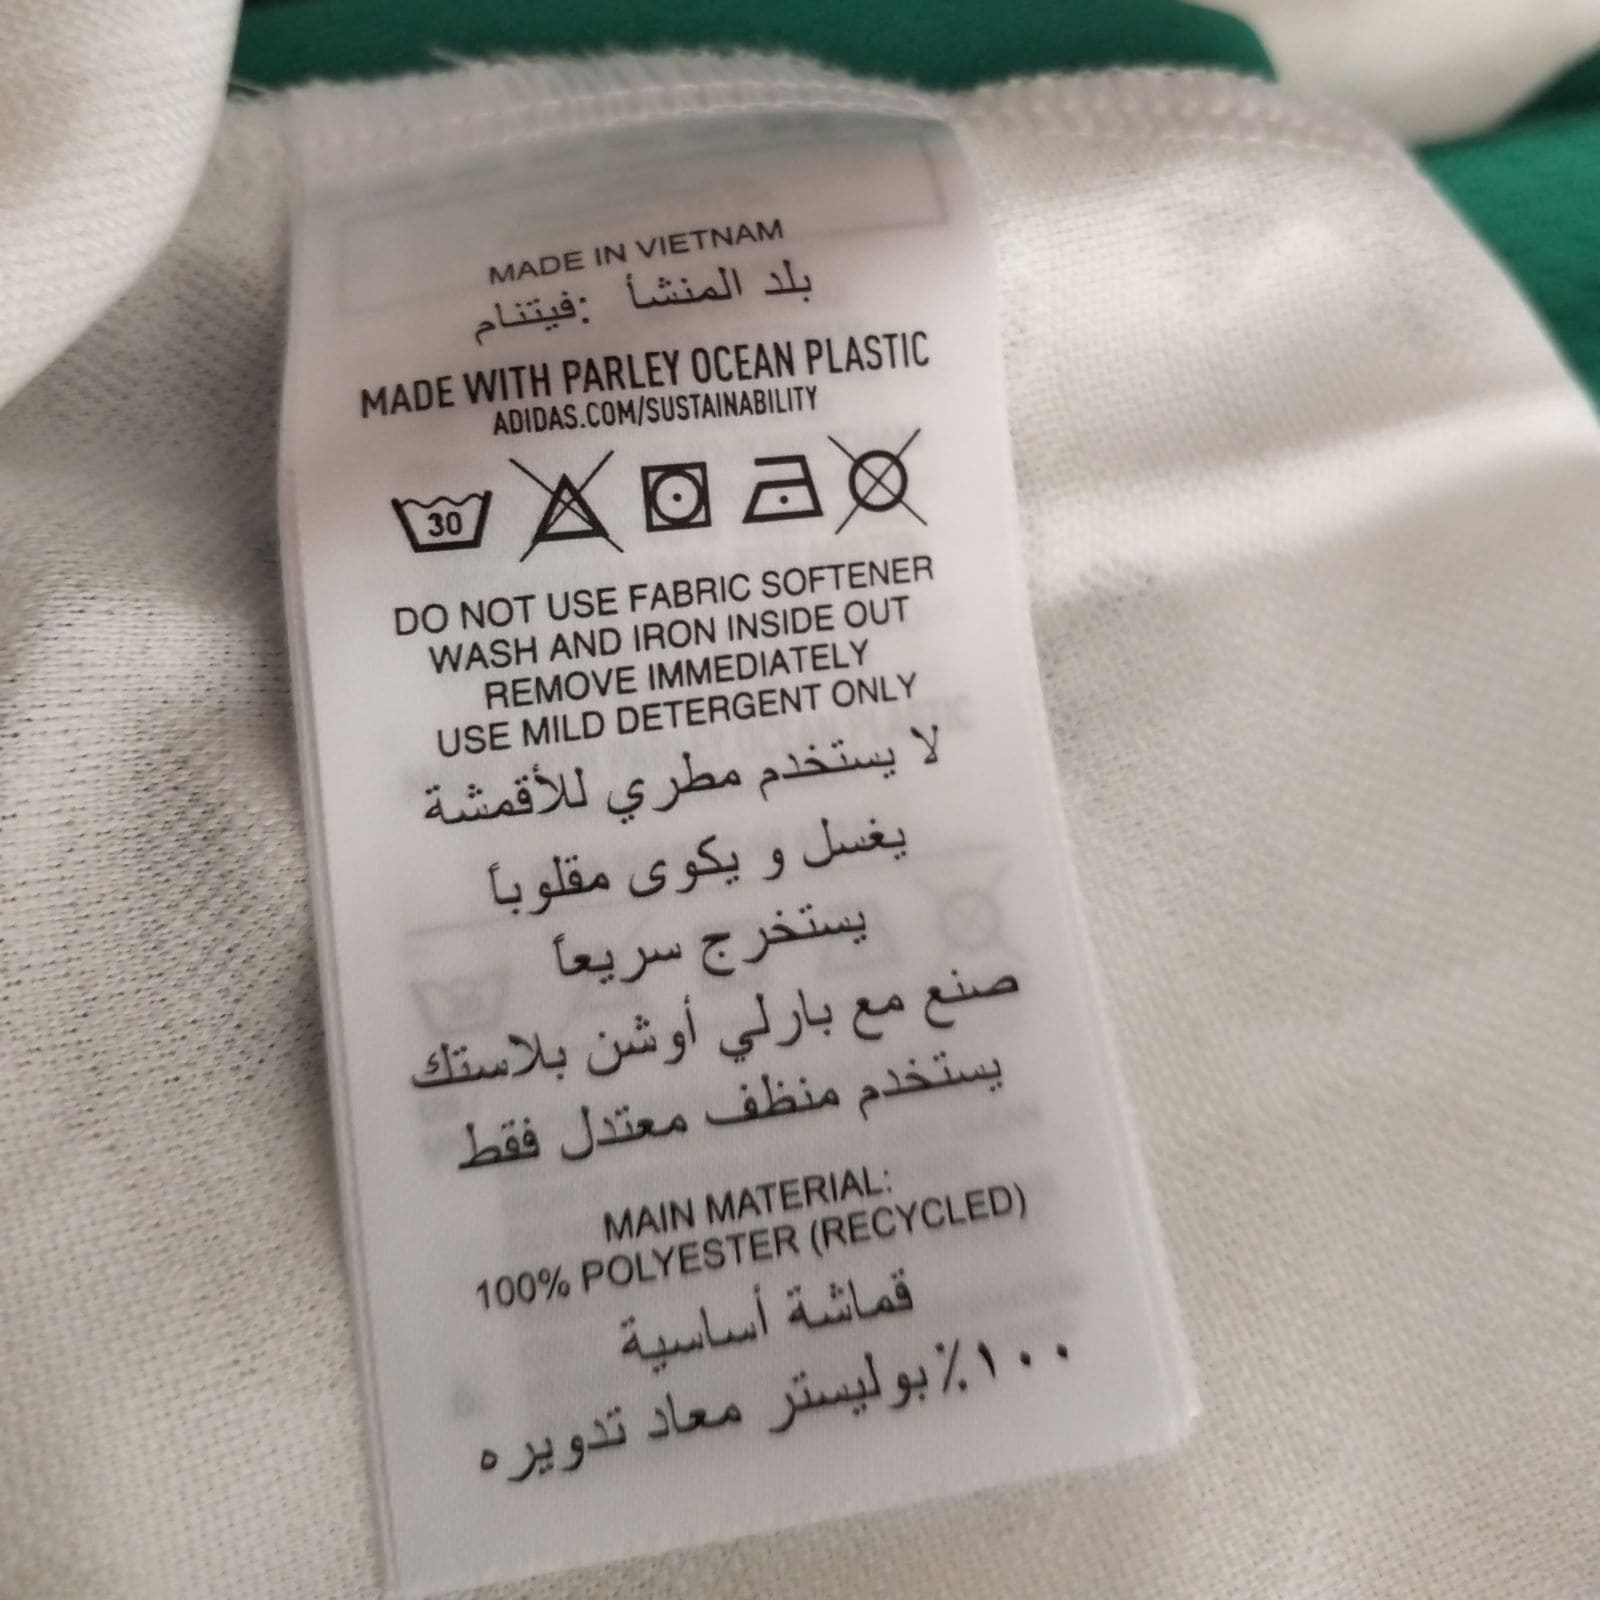 MADE IN VIETNAM
بلد المنشأ :فيتنام
MADE WITH PARLEY OCEAN PLASTIC
ADIDAS.COM/SUSTAINABILITY
30
DO NOT USE FABRIC SOFTENER
WASH AND IRON INSIDE OUT
REMOVE IMMEDIATELY
USE MILD DETERGENT ONLY
لا يستخدم مطري للأقمشة
يغسل و يكوى مقلوباً
يستخرج سريعاً
صنع مع بارلي أوشن بلاستك
يستخدم منظف معتدل فقط
MAIN MATERIAL:
100% POLYESTER (RECYCLED)
قماشة أساسية
١٠٠٪ بوليستر معاد تدويره